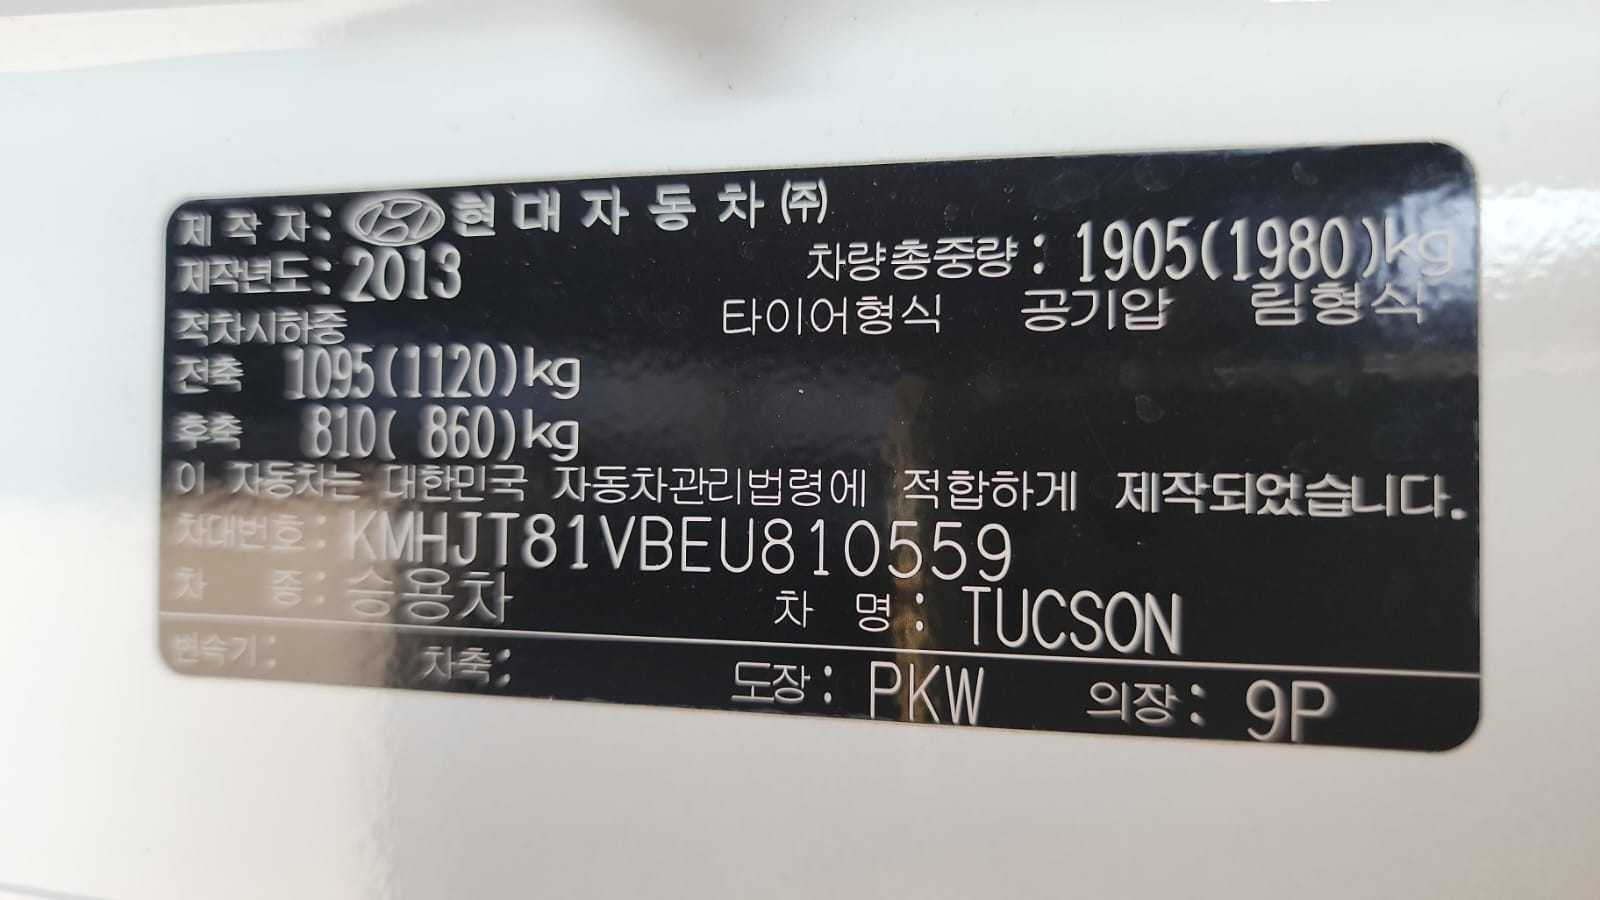 제작자: 현대자동차㈜
제작년도: 2013 차량총중량: 1905(1980)kg
적차시하중 타이어형식 공기압 림형식
전축 1095(1120)kg
후축 810( 860)kg
이 자동차는 대한민국 자동차관리법령에 적합하게 제작되었습니다.
차대번호: KMHJT81VBEU810559
차 종: 승용차 차 명: TUCSON
변속기: 차축: 도장: PKW 의장: 9P